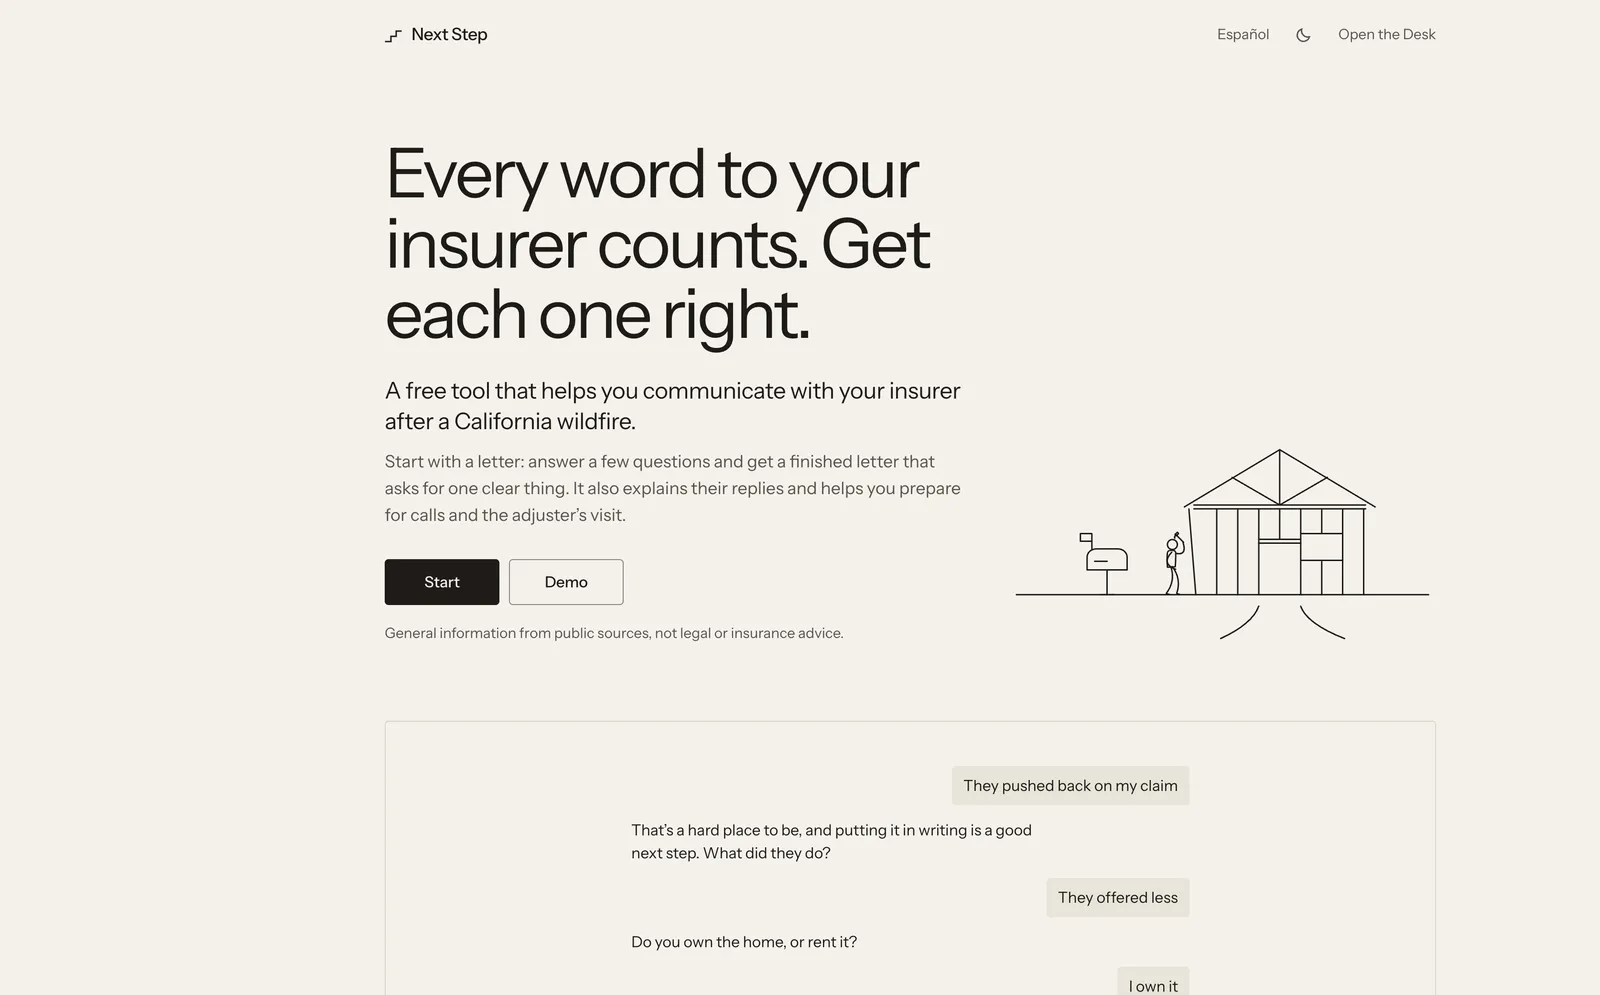 Next Step
Español
Open the Desk
Every word to your
insurer counts. Get
each one right.
A free tool that helps you communicate with your insurer
after a California wildfire.
Start with a letter: answer a few questions and get a finished letter that
asks for one clear thing. It also explains their replies and helps you prepare
for calls and the adjuster’s visit.
Start
Demo
General information from public sources, not legal or insurance advice.
They pushed back on my claim
That’s a hard place to be, and putting it in writing is a good
next step. What did they do?
They offered less
Do you own the home, or rent it?
I own it